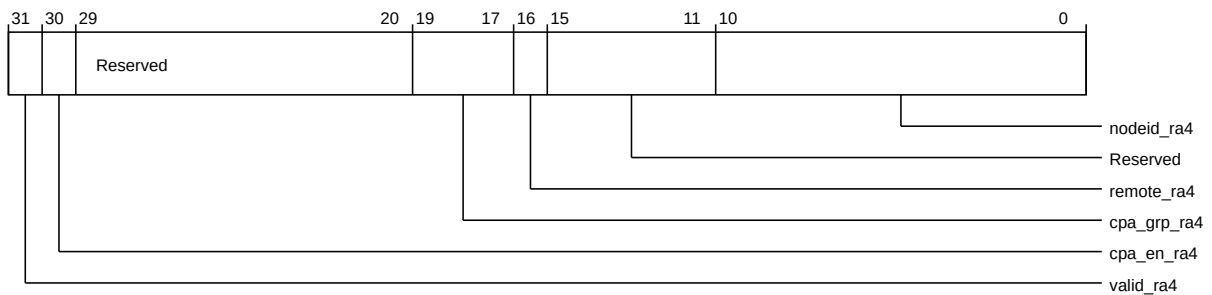 31 30 29 20 19 17 16 15 11 10 0
Reserved
nodeid_ra4
Reserved
remote_ra4
cpa_grp_ra4
cpa_en_ra4
valid_ra4